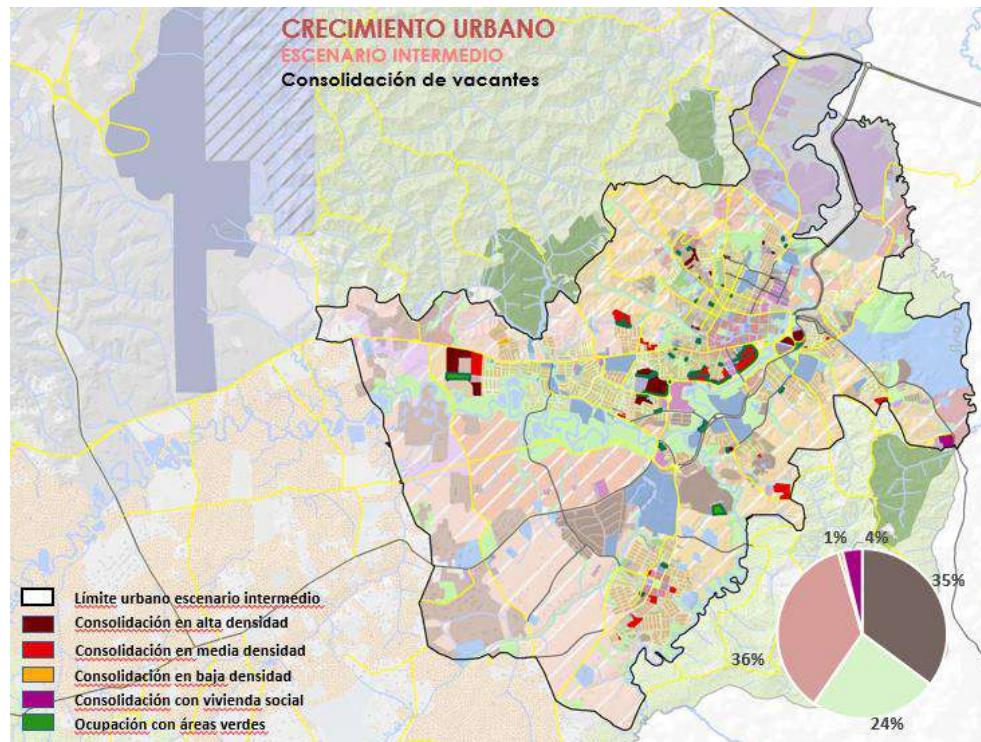 CRECIMIENTO URBANO
ESCENARIO INTERMEDIO
Consolidación de vacantes
1%
4%
35%
36%
24%
Límite urbano escenario intermedio
Consolidación en alta densidad
Consolidación en media densidad
Consolidación en baja densidad
Consolidación con vivienda social
Ocupación con áreas verdes